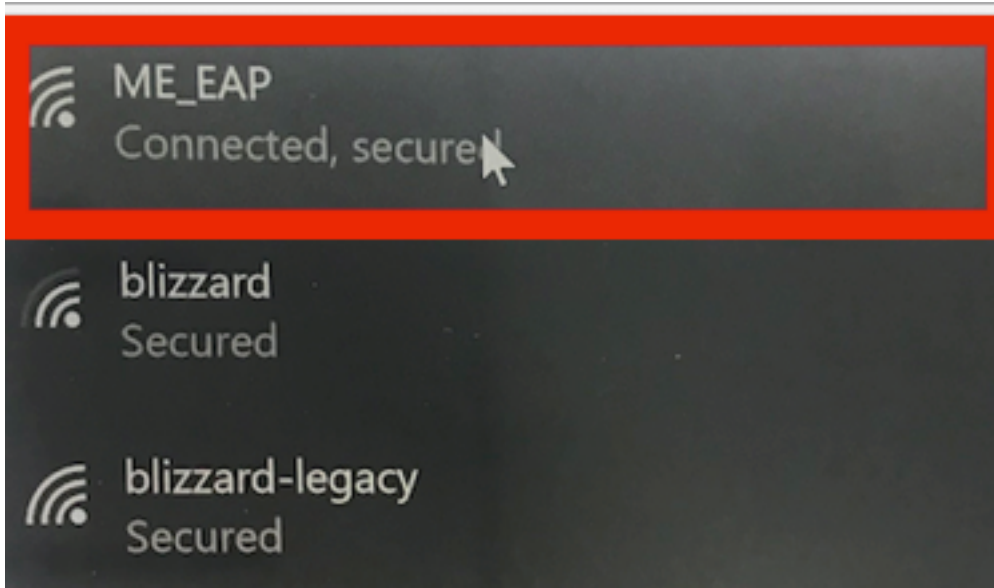 ME_EAP
Connected, secured
blizzard
Secured
blizzard-legacy
Secured